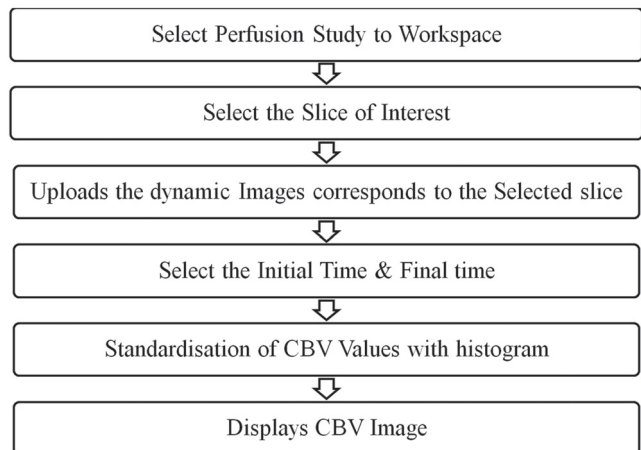 Select Perfusion Study to Workspace
Select the Slice of Interest
Uploads the dynamic Images corresponds to the Selected slice
Select the Initial Time & Final time
Standardisation of CBV Values with histogram
Displays CBV Image